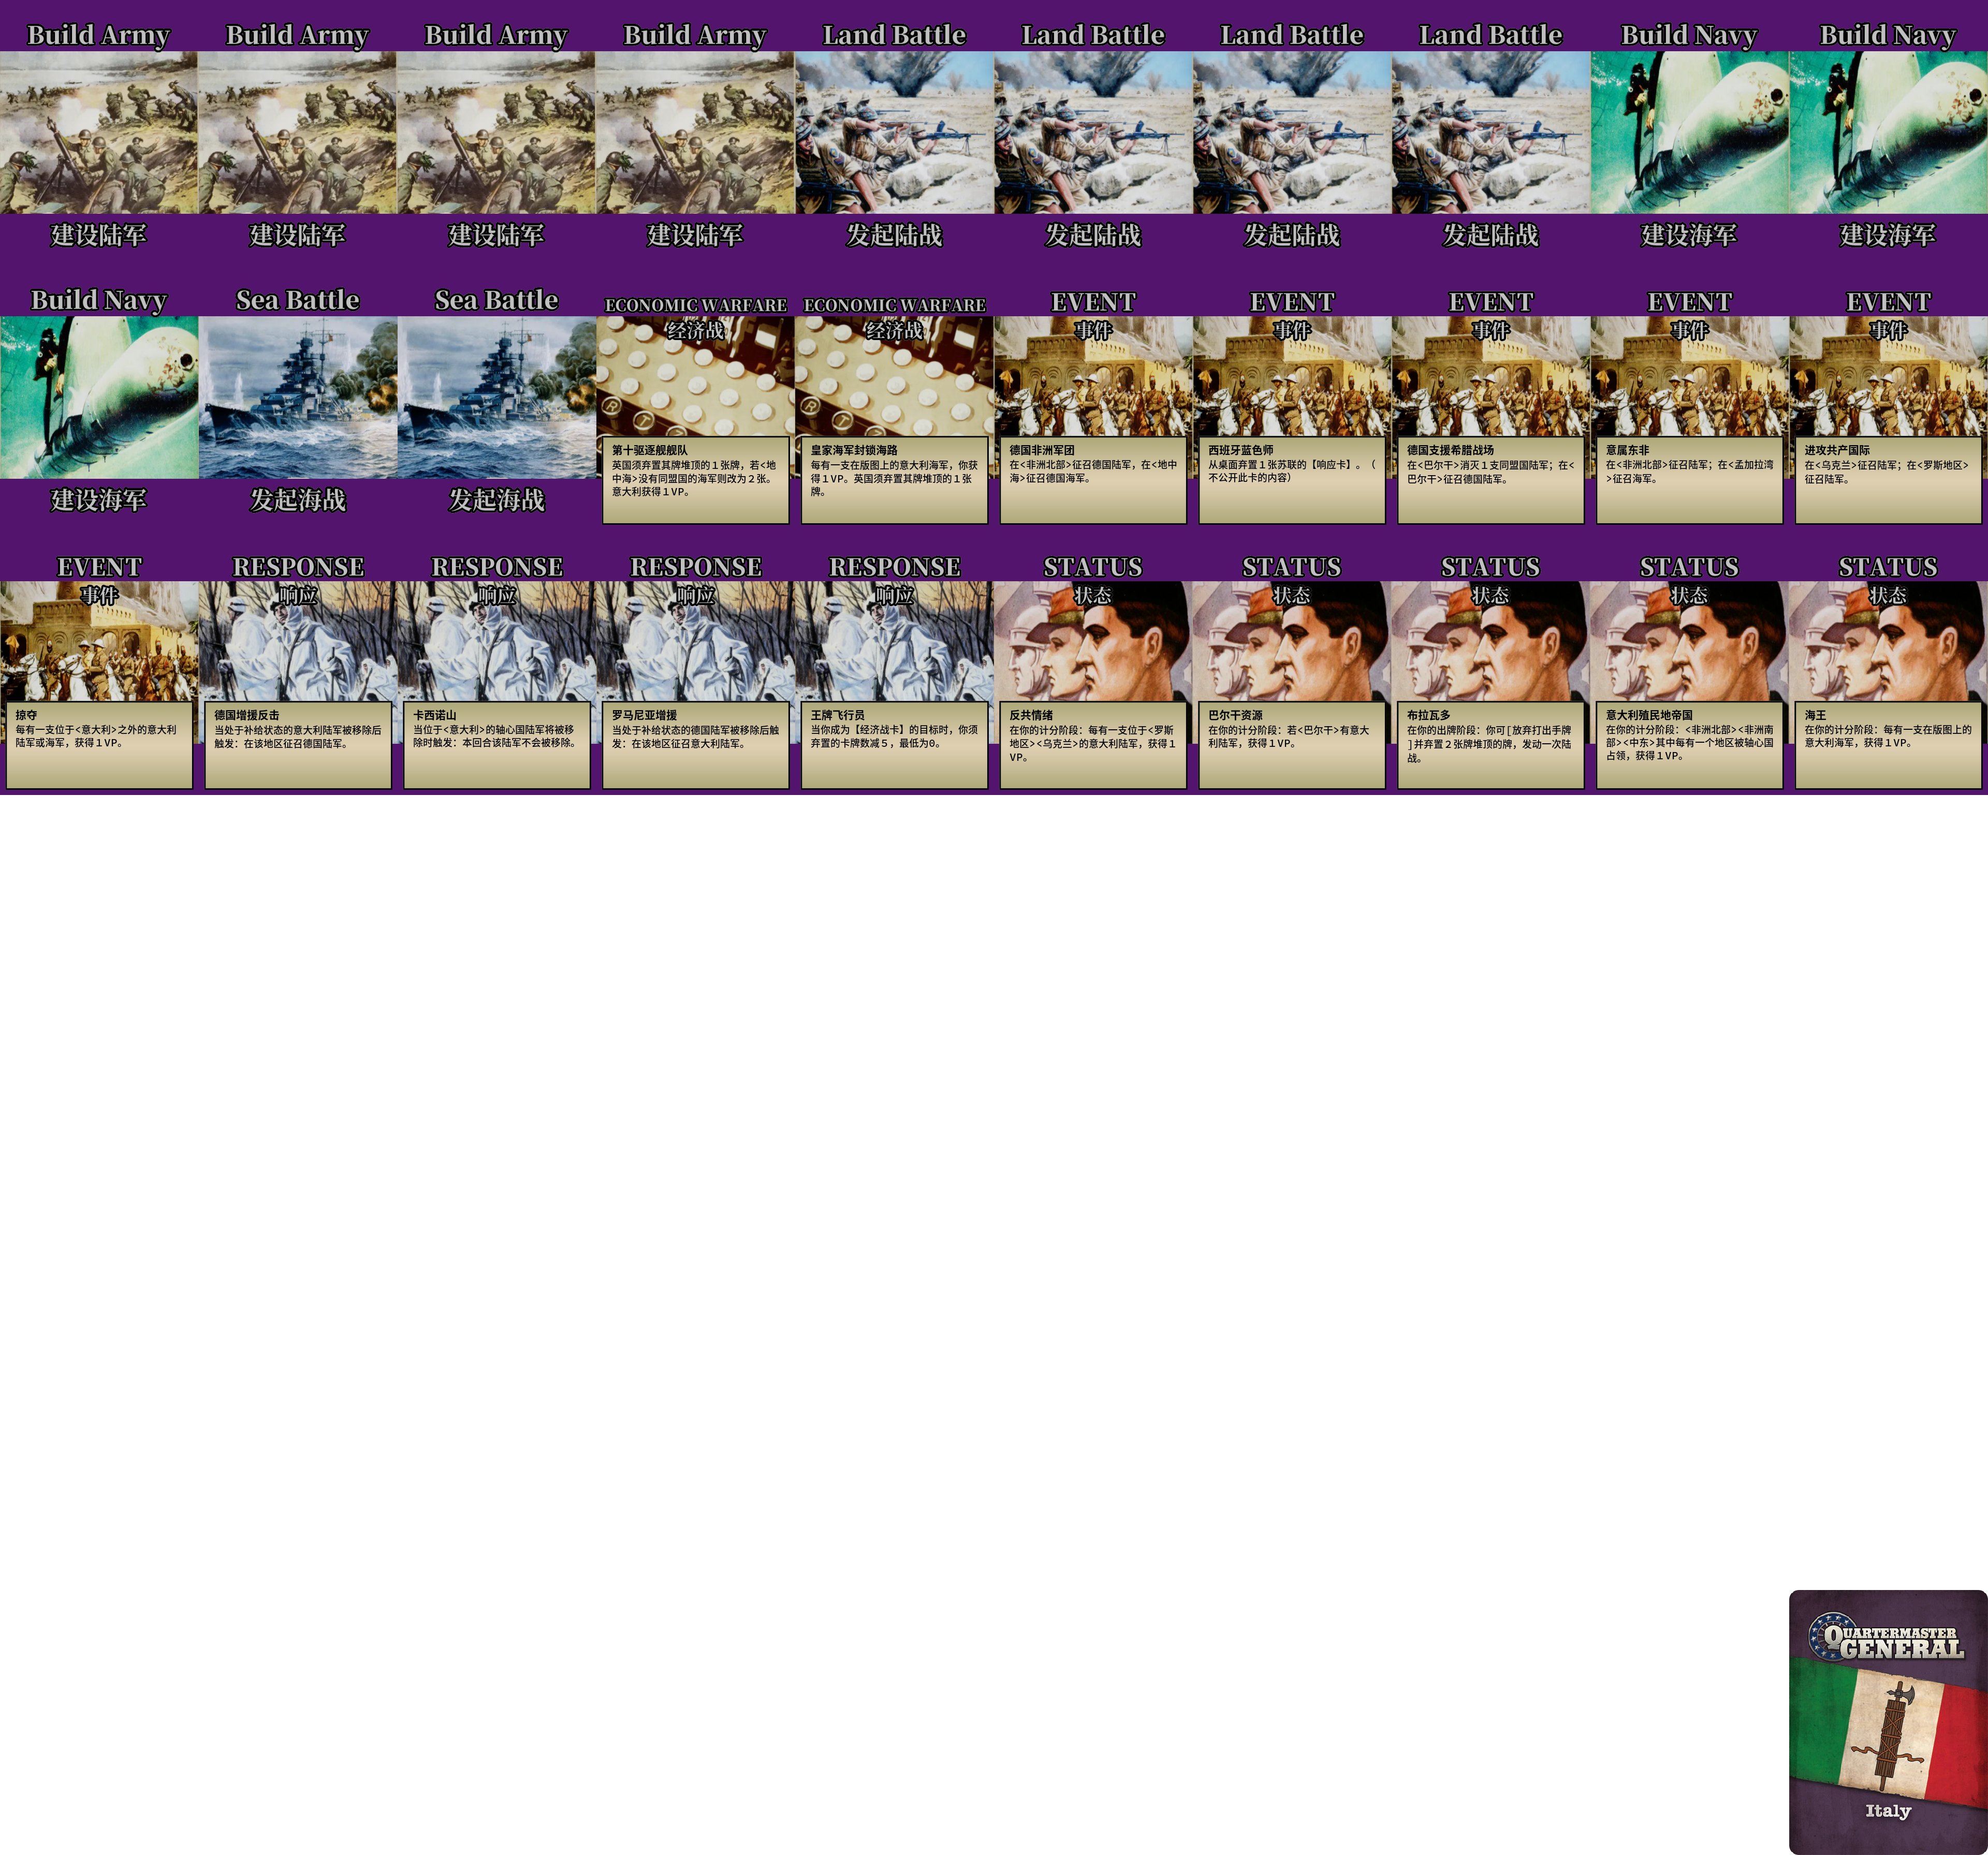 Build Army
Build Army
Build Army
Build Army
Land Battle
Land Battle
Land Battle
Land Battle
Build Navy
Build Navy
建设陆军
建设陆军
建设陆军
建设陆军
发起陆战
发起陆战
发起陆战
发起陆战
建设海军
建设海军
Build Navy
建设海军
Sea Battle
发起海战
Sea Battle
发起海战
ECONOMIC WARFARE
经济战
第十驱逐舰舰队
英国须弃置其牌堆顶的1张牌，若<地
中海>没有同盟国的海军则改为2张。
意大利获得1VP。
ECONOMIC WARFARE
经济战
皇家海军封锁海路
每有一支在版图上的意大利海军，你获
得1VP。英国须弃置其牌堆顶的1张
牌。
EVENT
事件
德国非洲军团
在<非洲北部>征召德国陆军，在<地中
海>征召德国海军。
EVENT
事件
西班牙蓝色师
从桌面弃置1张苏联的【响应卡】。（
不公开此卡的内容）
EVENT
事件
德国支援希腊战场
在<巴尔干>消灭1支同盟国陆军；在<
巴尔干>征召德国陆军。
EVENT
事件
意属东非
在<非洲北部>征召陆军；在<孟加拉湾
>征召海军。
EVENT
事件
进攻共产国际
在<乌克兰>征召陆军；在<罗斯地区>
征召陆军。
EVENT
事件
掠夺
每有一支位于<意大利>之外的意大利
陆军或海军，获得1VP。
RESPONSE
响应
德国增援反击
当处于补给状态的意大利陆军被移除后
触发：在该地区征召德国陆军。
RESPONSE
响应
卡西诺山
当位于<意大利>的轴心国陆军将被移
除时触发：本回合该陆军不会被移除。
RESPONSE
响应
罗马尼亚增援
当处于补给状态的德国陆军被移除后触
发：在该地区征召意大利陆军。
RESPONSE
响应
王牌飞行员
当你成为【经济战卡】的目标时，你须
弃置的卡牌数减5，最低为0。
STATUS
状态
反共情绪
在你的计分阶段：每有一支位于<罗斯
地区><乌克兰>的意大利陆军，获得1
VP。
STATUS
状态
巴尔干资源
在你的计分阶段：若<巴尔干>有意大
利陆军，获得1VP。
STATUS
状态
布拉瓦多
在你的出牌阶段：你可[放弃打出手牌
]并弃置2张牌堆顶的牌，发动一次陆
战。
STATUS
状态
意大利殖民地帝国
在你的计分阶段：<非洲北部><非洲南
部><中东>其中每有一个地区被轴心国
占领，获得1VP。
STATUS
状态
海王
在你的计分阶段：每有一支在版图上的
意大利海军，获得1VP。
QUARTERMASTER
GENERAL
Italy